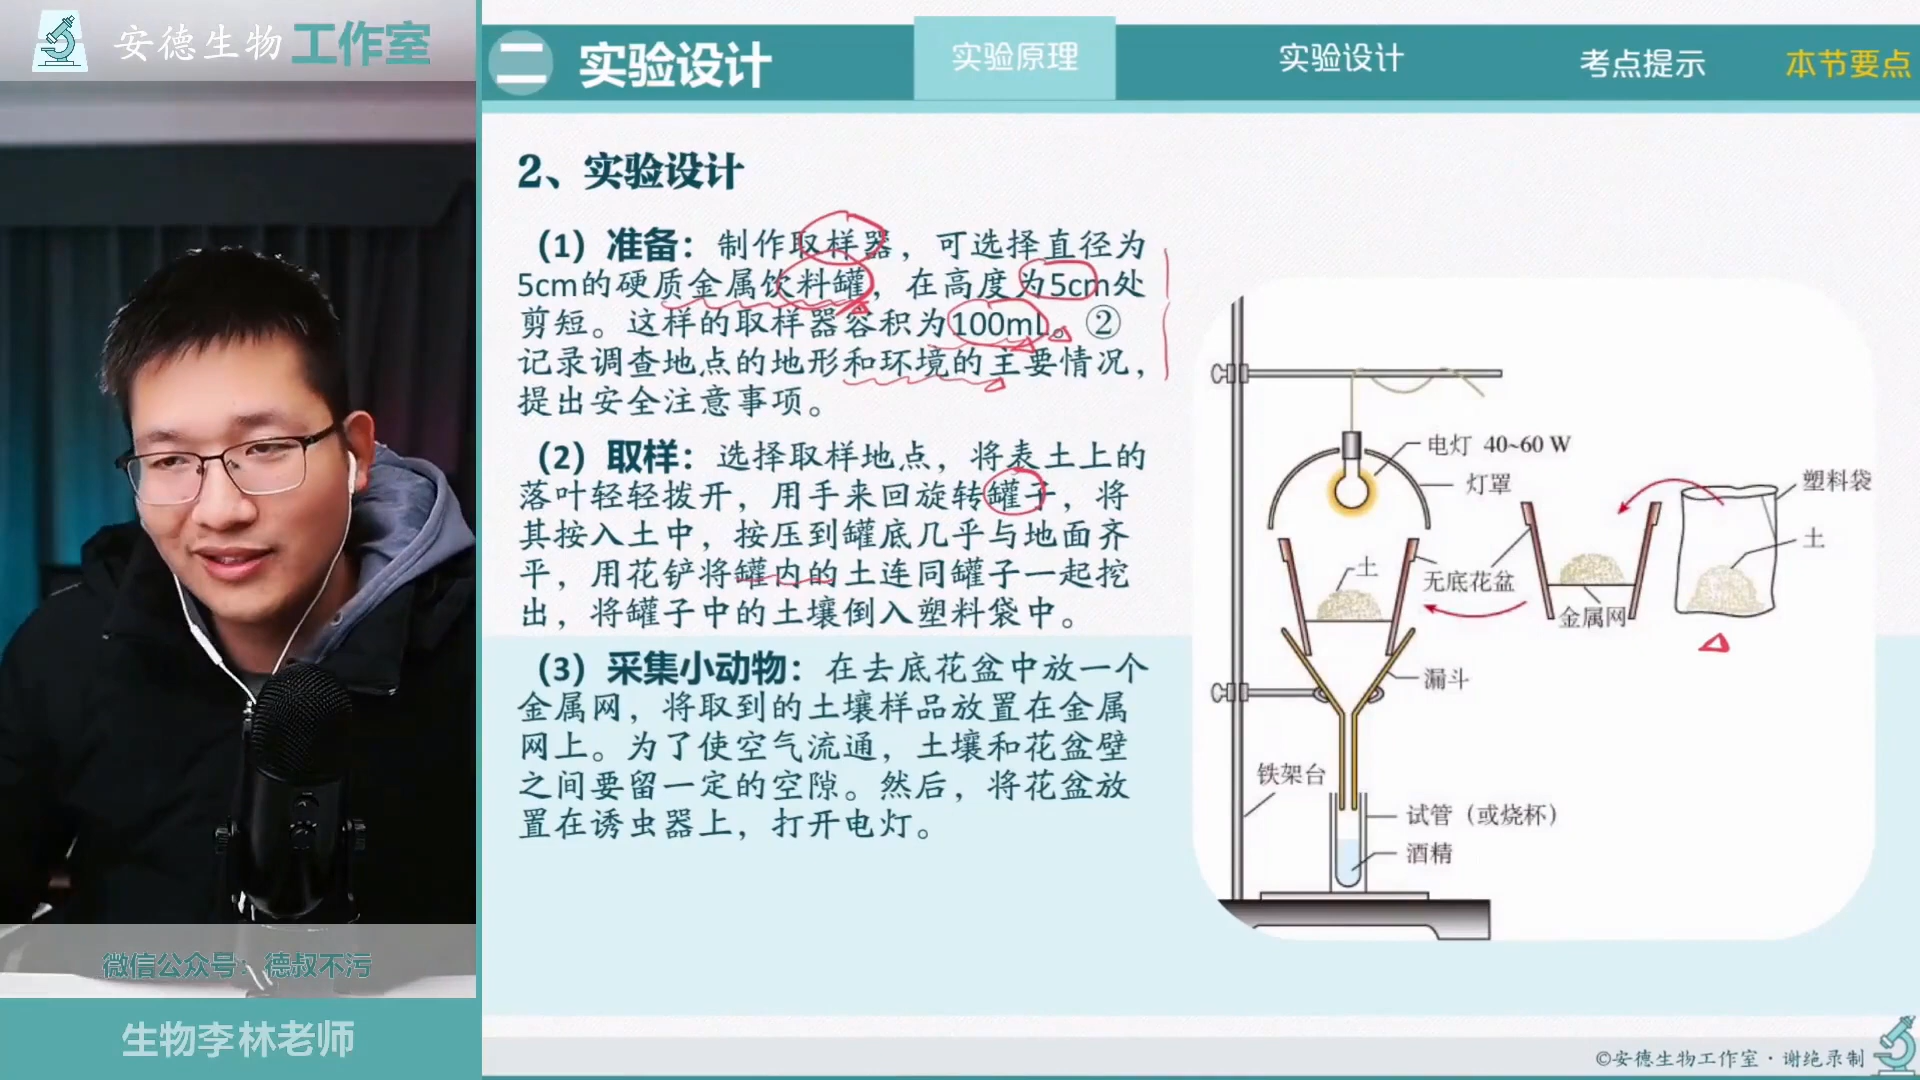 安德生物工作室
二 实验设计
实验原理
实验设计
考点提示
本节要点
2、实验设计
（1）准备：制作取样器，可选择直径为
5cm的硬质金属饮料罐，在高度为5cm处
剪短。这样的取样器容积为100mL。②
记录调查地点的地形和环境的主要情况，
提出安全注意事项。
（2）取样：选择取样地点，将表土上的
落叶轻轻拨开，用手来回旋转罐子，将
其按入土中，按压到罐底几乎与地面齐
平，用花铲将罐内的土连同罐子一起挖
出，将罐子中的土壤倒入塑料袋中。
（3）采集小动物：在去底花盆中放一个
金属网，将取到的土壤样品放置在金属
网上。为了使空气流通，土壤和花盆壁
之间要留一定的空隙。然后，将花盆放
置在诱虫器上，打开电灯。
电灯 40~60 W
灯罩
塑料袋
土
土
无底花盆
金属网
漏斗
铁架台
试管（或烧杯）
酒精
微信公众号：德叔不污
生物李林老师
©安德生物工作室·谢绝录制